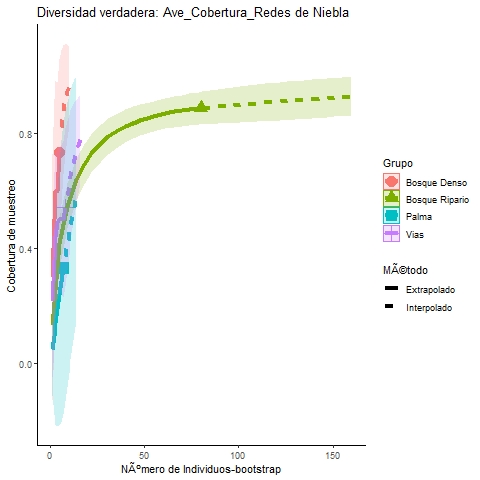 Diversidad verdadera: Ave_Cobertura_Redes de Niebla
Cobertura de muestreo
0.8
0.4
0.0
0
50
100
150
NÃºmero de Individuos-bootstrap
Grupo
Bosque Denso
Bosque Ripario
Palma
Vias
MÃ©todo
Extrapolado
Interpolado